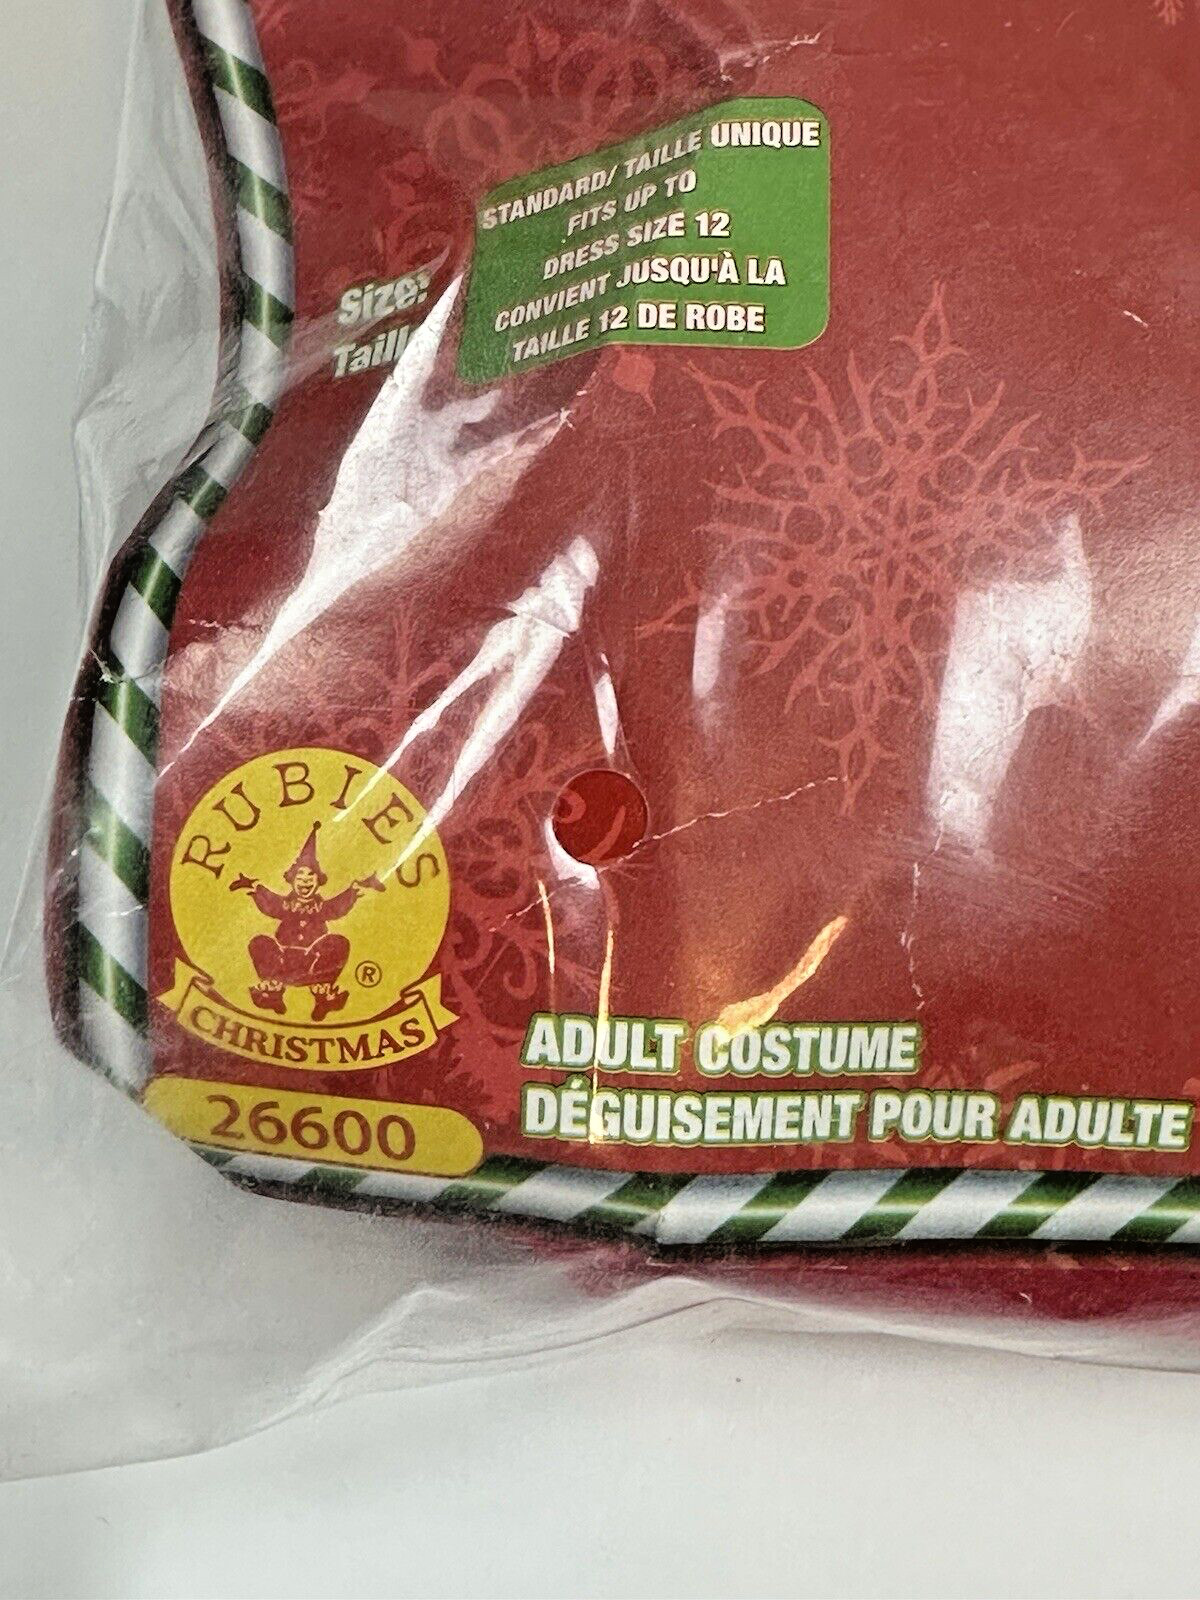 STANDARD/ TAILLE UNIQUE
FITS UP TO
DRESS SIZE 12
CONVIENT JUSQU'À LA
TAILLE 12 DE ROBE
Size:
Taille
RUBIES
®
CHRISTMAS
26600
ADULT COSTUME
DÉGUISEMENT POUR ADULTE